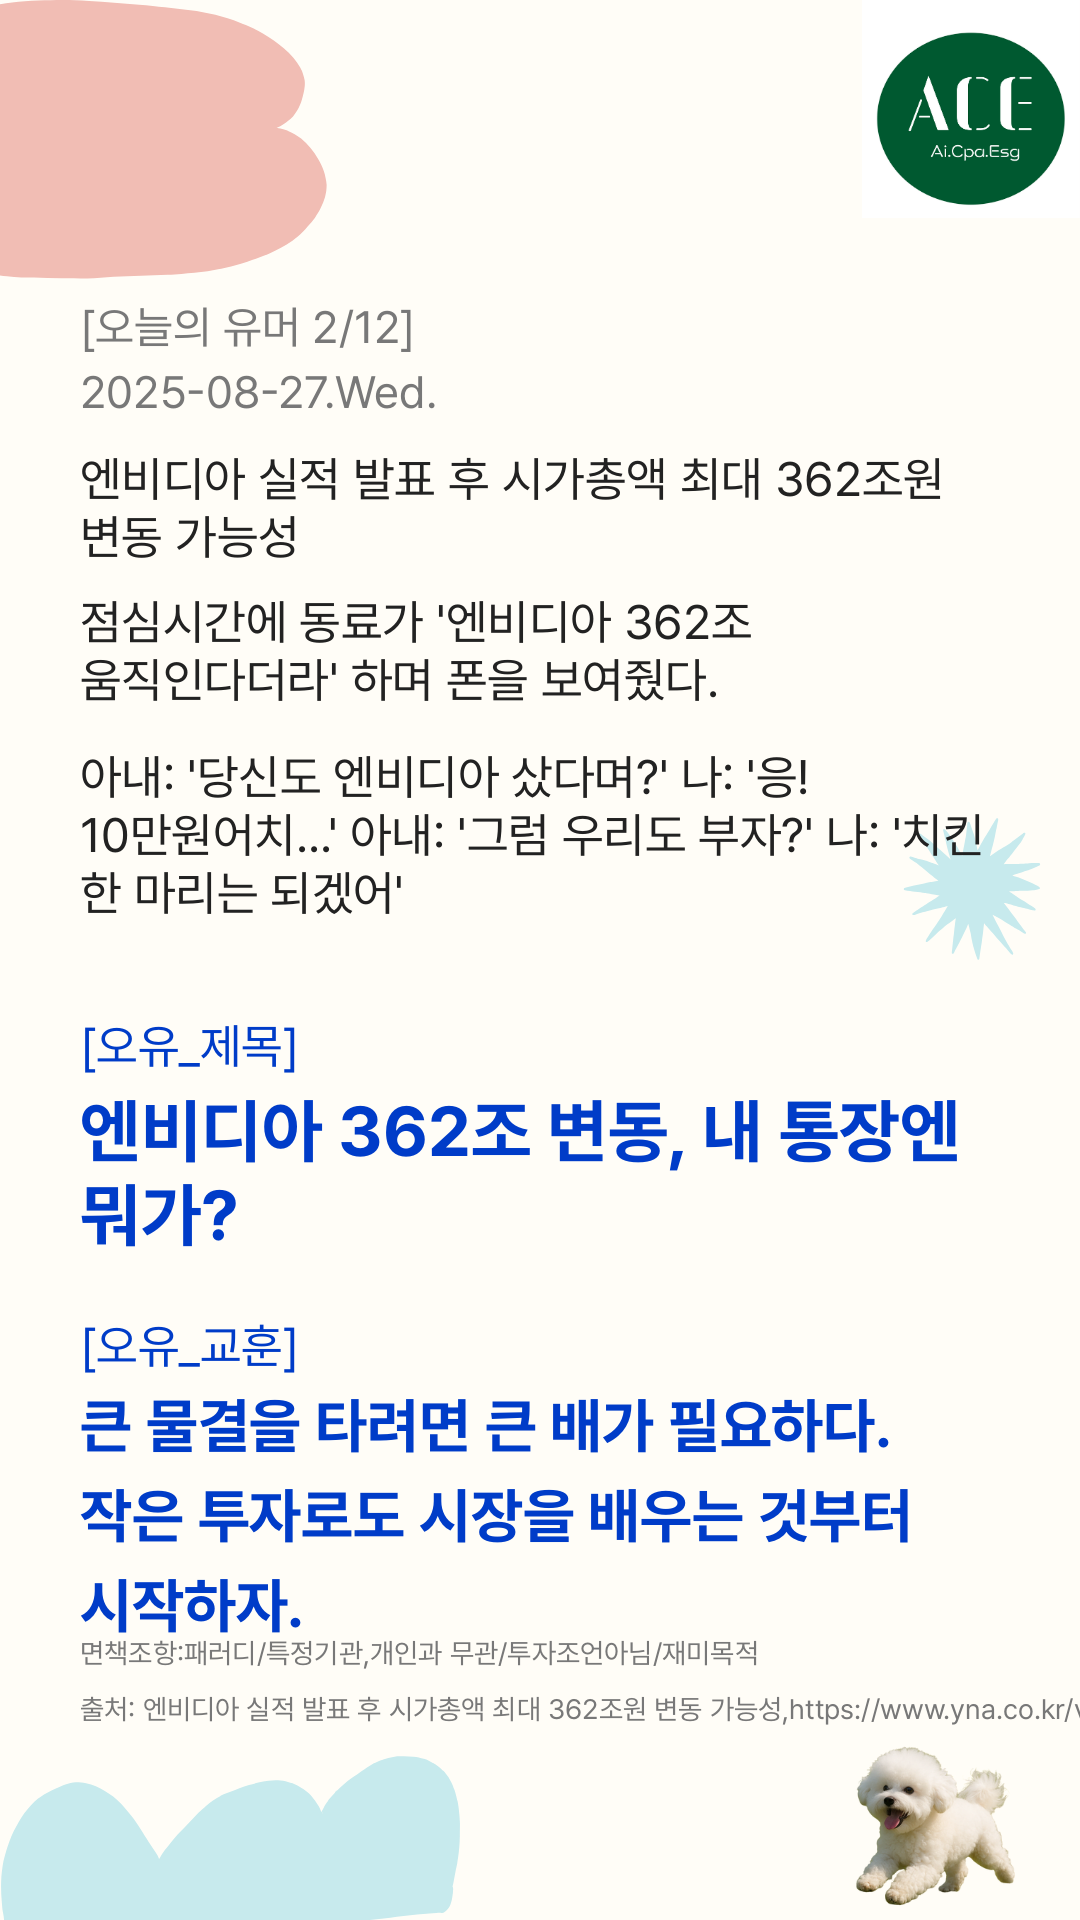 ACE
Ai.Cpa.Esg
[오늘의 유머 2/12]
2025-08-27.Wed.
엔비디아 실적 발표 후 시가총액 최대 362조원
변동 가능성
점심시간에 동료가 '엔비디아 362조
움직인다더라' 하며 폰을 보여줬다.
아내: '당신도 엔비디아 샀다며?' 나: '응!
10만원어치...' 아내: '그럼 우리도 부자?' 나: '치킨
한 마리는 되겠어'
[오유_제목]
엔비디아 362조 변동, 내 통장엔
뭐가?
[오유_교훈]
큰 물결을 타려면 큰 배가 필요하다.
작은 투자로도 시장을 배우는 것부터
시작하자.
면책조항:패러디/특정기관,개인과 무관/투자조언아님/재미목적
출처: 엔비디아 실적 발표 후 시가총액 최대 362조원 변동 가능성,https://www.yna.co.kr/